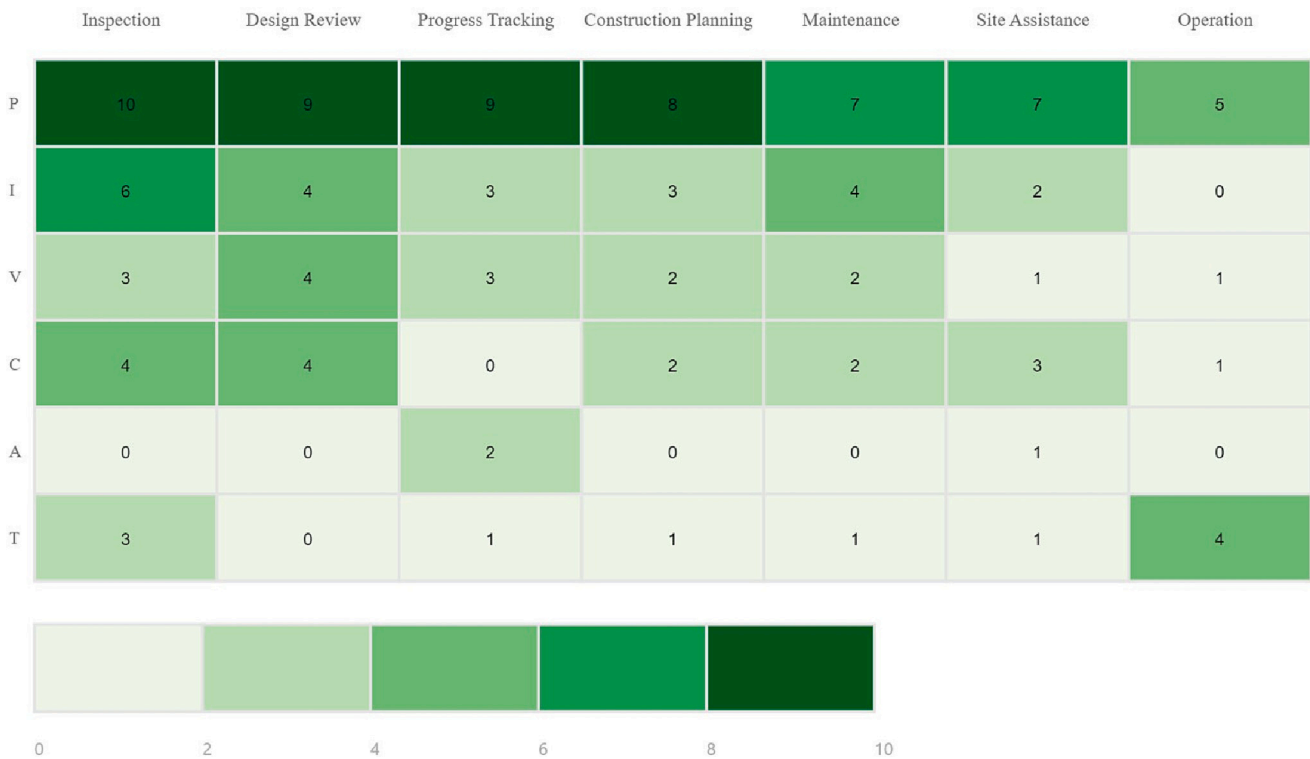 Inspection Design Review Progress Tracking Construction Planning Maintenance Site Assistance Operation
P 10 9 9 8 7 7 5
I 6 4 3 3 4 2 0
V 3 4 3 2 2 1 1
C 4 4 0 2 2 3 1
A 0 0 2 0 0 1 0
T 3 0 1 1 1 1 4
0 2 4 6 8 10